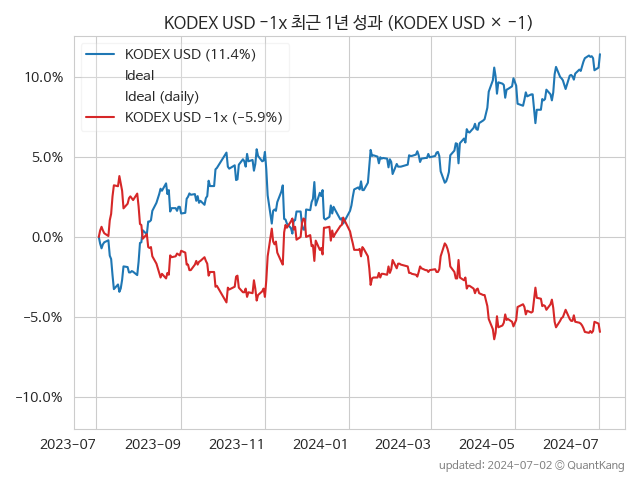 KODEX USD −1x 최근 1년 성과 (KODEX USD × −1)
KODEX USD (11.4%)
Ideal
Ideal (daily)
KODEX USD −1x (−5.9%)
10.0%
5.0%
0.0%
−5.0%
−10.0%
2023-07 2023-09 2023-11 2024-01 2024-03 2024-05 2024-07
updated: 2024-07-02 © QuantKang